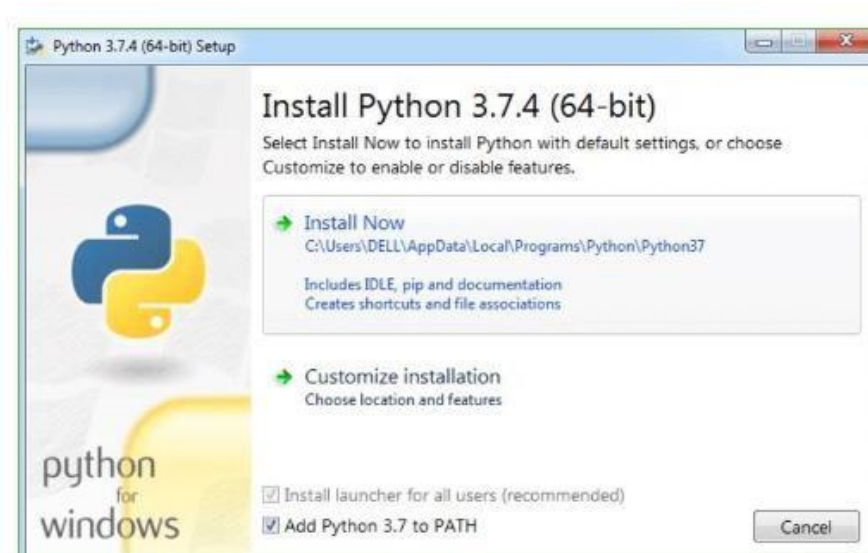 Python 3.7.4 (64-bit) Setup
Install Python 3.7.4 (64-bit)
Select Install Now to install Python with default settings, or choose
Customize to enable or disable features.
Install Now
C:\Users\DELL\AppData\Local\Programs\Python\Python37
Includes IDLE, pip and documentation
Creates shortcuts and file associations
Customize installation
Choose location and features
python
for
windows
Install launcher for all users (recommended)
Add Python 3.7 to PATH
Cancel